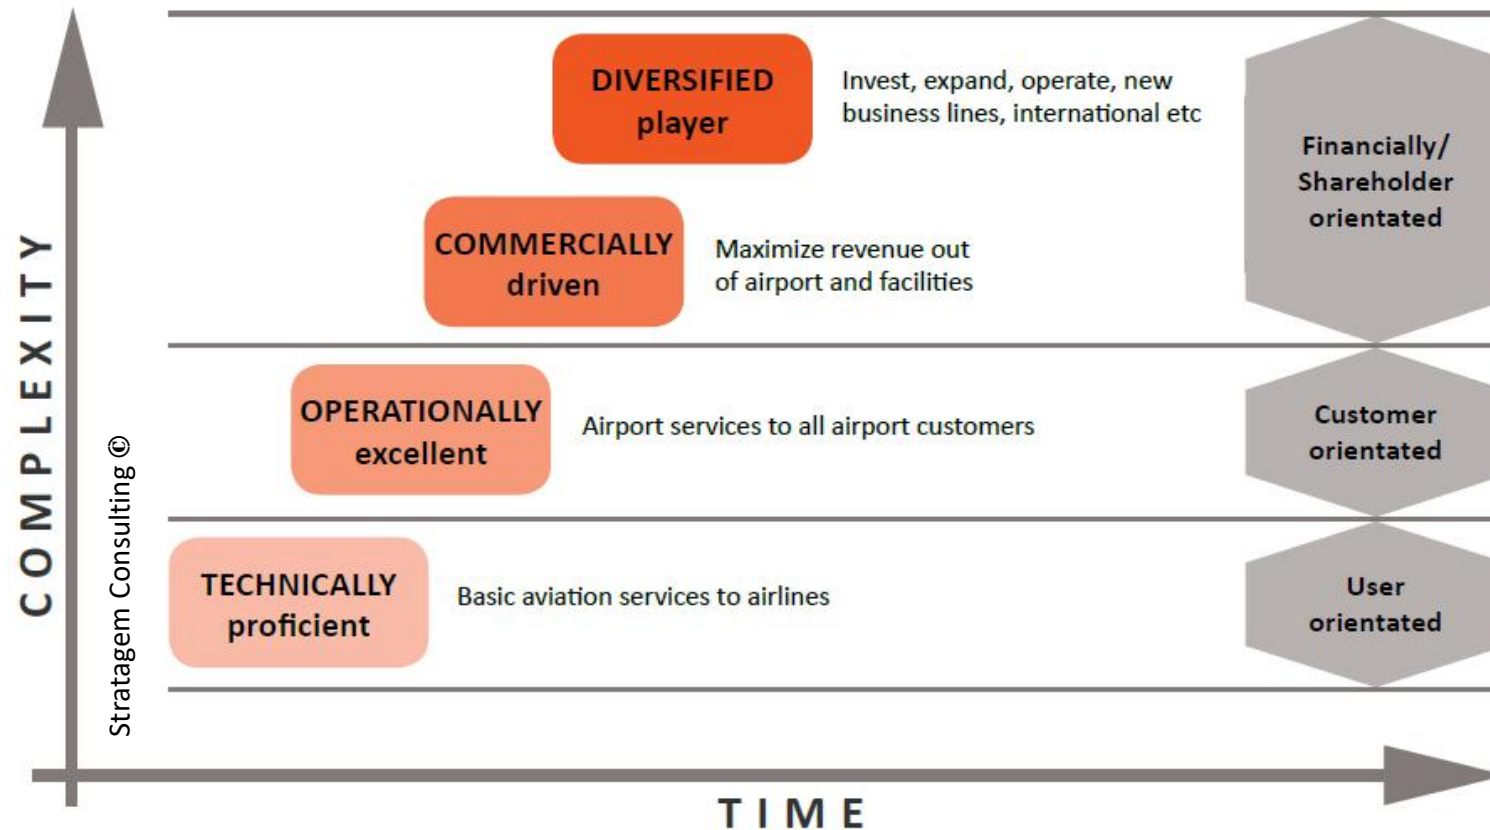 DIVERSIFIED
player
Invest, expand, operate, new
business lines, international etc
Financially/
Shareholder
orientated
COMMERCIALLY
driven
Maximize revenue out
of airport and facilities
OPERATIONALLY
excellent
Airport services to all airport customers
Customer
orientated
TECHNICALLY
proficient
Basic aviation services to airlines
User
orientated
COMPLEXITY
Stratagem Consulting ©
TIME